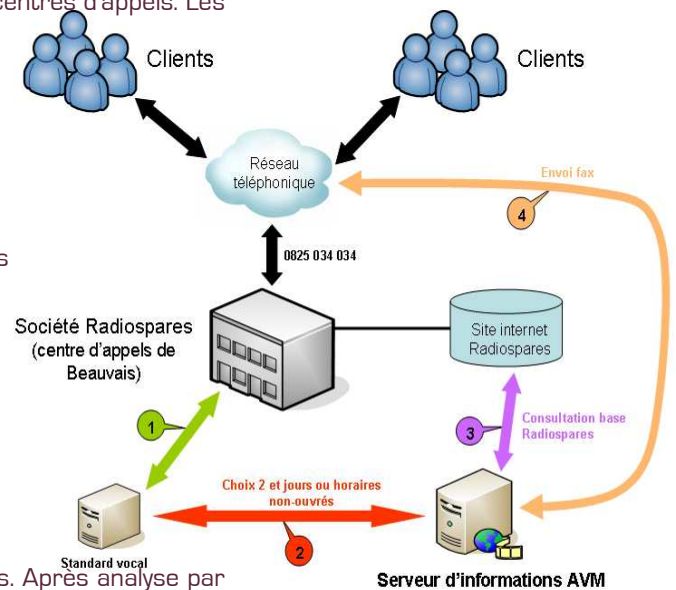 centres d'appels. Les
Clients
Clients
Réseau
téléphonique
Envoi fax
4
s
0825 034 034
Société Radiospares
(centre d'appels de
Beauvais)
Site internet
Radiospares
1
3
Consultation base
Radiospares
Choix 2 et jours ou horaires
non-ouvrés
2
Standard vocal
s. Après analyse par
Serveur d'informations AVM